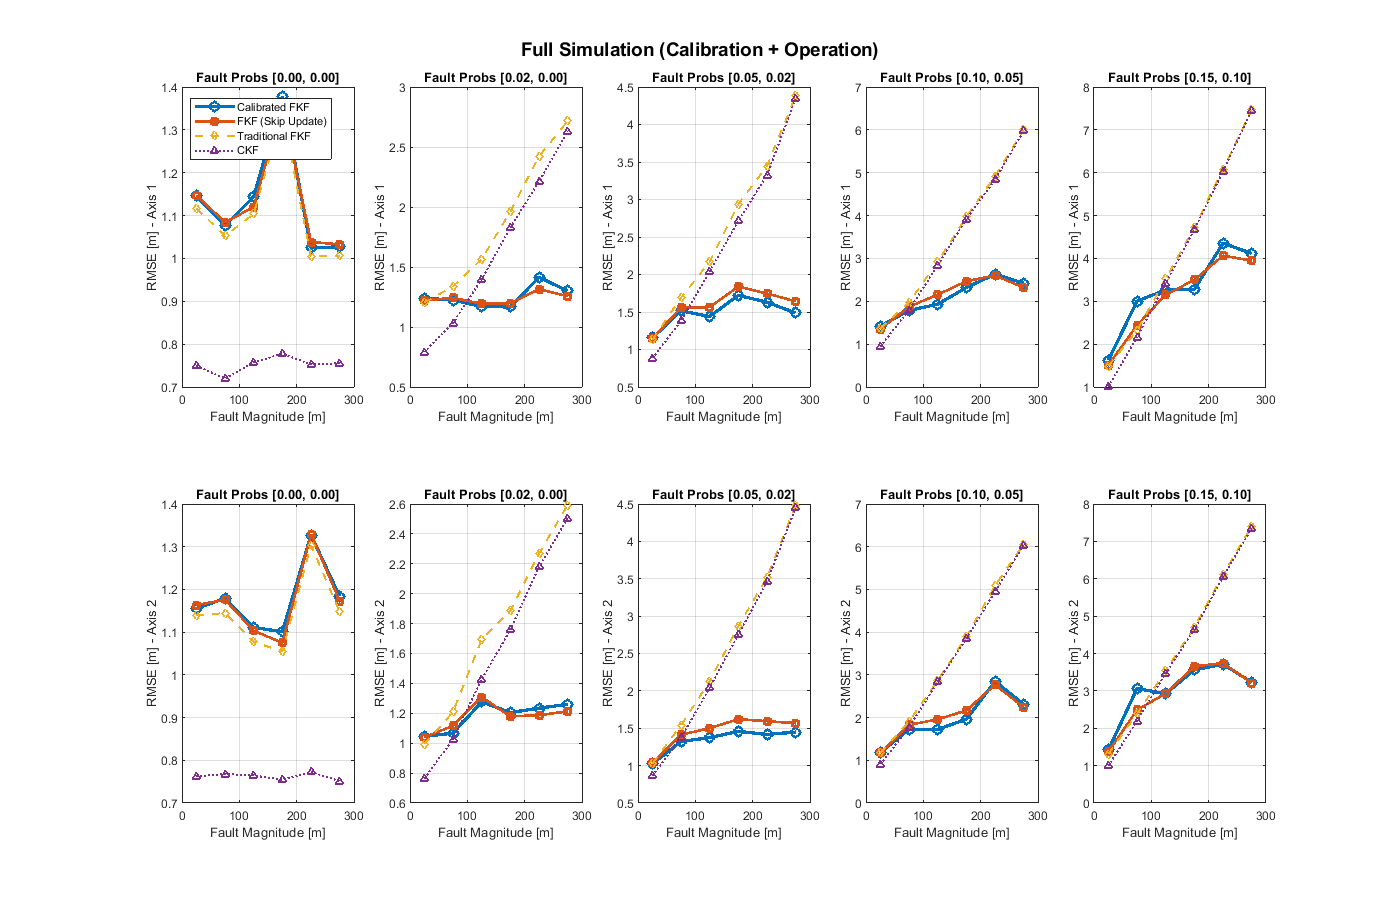 Full Simulation (Calibration + Operation)
Fault Probs [0.00, 0.00]
1.4
1.3
1.2
1.1
1
0.9
0.8
0.7
RMSE [m] - Axis 1
0 100 200 300
Fault Magnitude [m]
Calibrated FKF
FKF (Skip Update)
Traditional FKF
CKF
Fault Probs [0.02, 0.00]
3
2.5
2
1.5
1
0.5
RMSE [m] - Axis 1
0 100 200 300
Fault Magnitude [m]
Fault Probs [0.05, 0.02]
4.5
4
3.5
3
2.5
2
1.5
1
0.5
RMSE [m] - Axis 1
0 100 200 300
Fault Magnitude [m]
Fault Probs [0.10, 0.05]
7
6
5
4
3
2
1
0
RMSE [m] - Axis 1
0 100 200 300
Fault Magnitude [m]
Fault Probs [0.15, 0.10]
8
7
6
5
4
3
2
1
RMSE [m] - Axis 1
0 100 200 300
Fault Magnitude [m]
Fault Probs [0.00, 0.00]
1.4
1.3
1.2
1.1
1
0.9
0.8
0.7
RMSE [m] - Axis 2
0 100 200 300
Fault Magnitude [m]
Fault Probs [0.02, 0.00]
2.6
2.4
2.2
2
1.8
1.6
1.4
1.2
1
0.8
0.6
RMSE [m] - Axis 2
0 100 200 300
Fault Magnitude [m]
Fault Probs [0.05, 0.02]
4.5
4
3.5
3
2.5
2
1.5
1
0.5
RMSE [m] - Axis 2
0 100 200 300
Fault Magnitude [m]
Fault Probs [0.10, 0.05]
7
6
5
4
3
2
1
0
RMSE [m] - Axis 2
0 100 200 300
Fault Magnitude [m]
Fault Probs [0.15, 0.10]
8
7
6
5
4
3
2
1
0
RMSE [m] - Axis 2
0 100 200 300
Fault Magnitude [m]